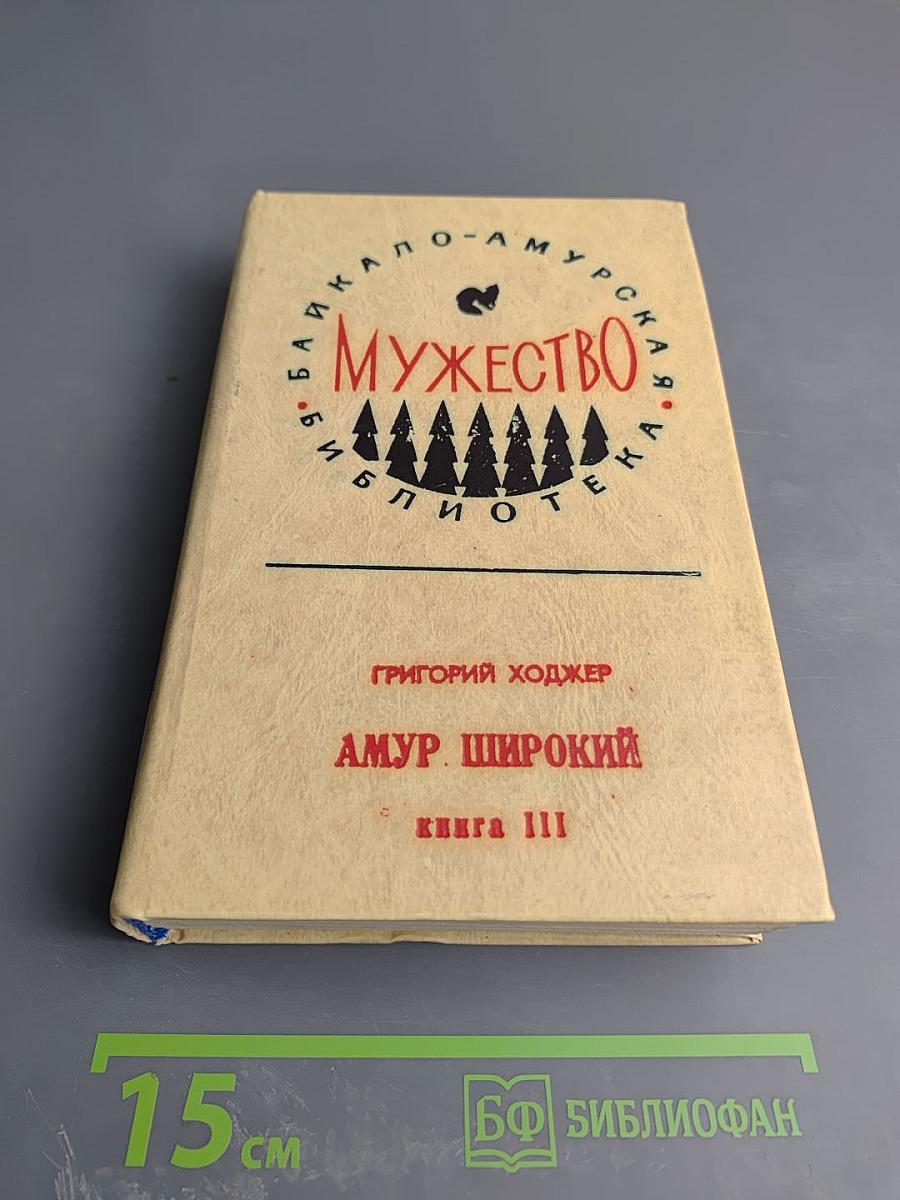 БАЙКАЛО-АМУРСКАЯ
МУЖЕСТВО
• БИБЛИОТЕКА •
ГРИГОРИЙ ХОДЖЕР
АМУР ШИРОКИЙ
книга III
15 см
БФ БИБЛИОФАН